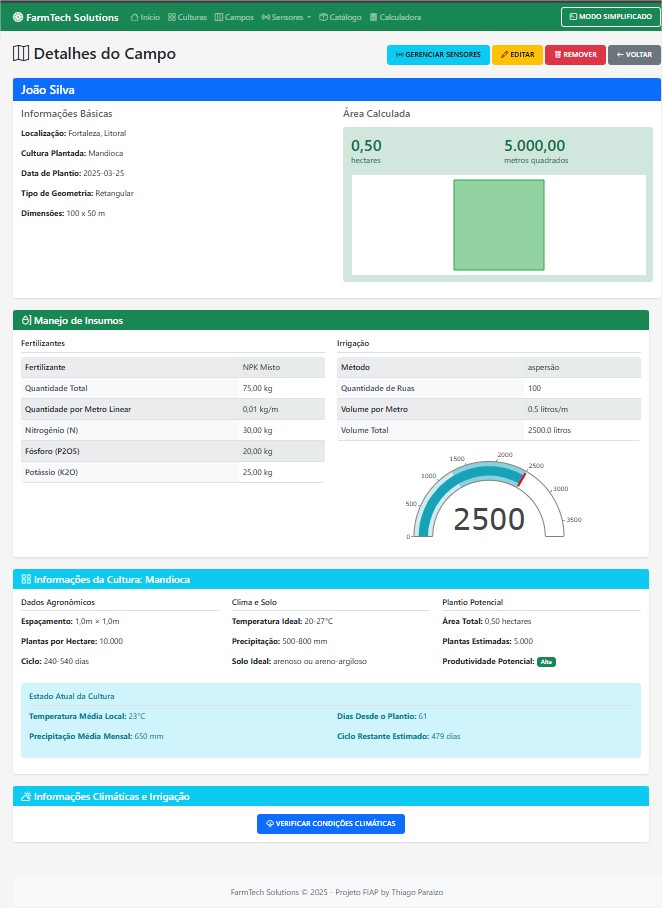 FarmTech Solutions Início Culturas Campos Sensores Catálogo Calculadora MODO SIMPLIFICADO
Detalhes do Campo GERENCIAR SENSORES EDITAR REMOVER VOLTAR
João Silva
Informações Básicas
Localização: Fortaleza, Litoral
Cultura Plantada: Mandioca
Data de Plantio: 2025-03-25
Tipo de Geometria: Retangular
Dimensões: 100 x 50 m
Área Calculada
0,50 5.000,00
hectares metros quadrados
Manejo de Insumos
Fertilizantes
Fertilizante NPK Misto
Quantidade Total 75,00 kg
Quantidade por Metro Linear 0,01 kg/m
Nitrogênio (N) 30,00 kg
Fósforo (P2O5) 20,00 kg
Potássio (K2O) 25,00 kg
Irrigação
Método aspersão
Quantidade de Ruas 100
Volume por Metro 0.5 litros/m
Volume Total 2500.0 litros
0
500
1000
1500
2000
2500
3000
3500
2500
Informações da Cultura: Mandioca
Dados Agronômicos
Espaçamento: 1,0m × 1,0m
Plantas por Hectare: 10.000
Ciclo: 240-540 dias
Clima e Solo
Temperatura Ideal: 20-27°C
Precipitação: 500-800 mm
Solo Ideal: arenoso ou areno-argiloso
Plantio Potencial
Área Total: 0,50 hectares
Plantas Estimadas: 5.000
Produtividade Potencial: Alta
Estado Atual da Cultura
Temperatura Média Local: 23°C
Precipitação Média Mensal: 650 mm
Dias Desde o Plantio: 61
Ciclo Restante Estimado: 479 dias
Informações Climáticas e Irrigação
VERIFICAR CONDIÇÕES CLIMÁTICAS
FarmTech Solutions © 2025 - Projeto FIAP by Thiago Paraizo